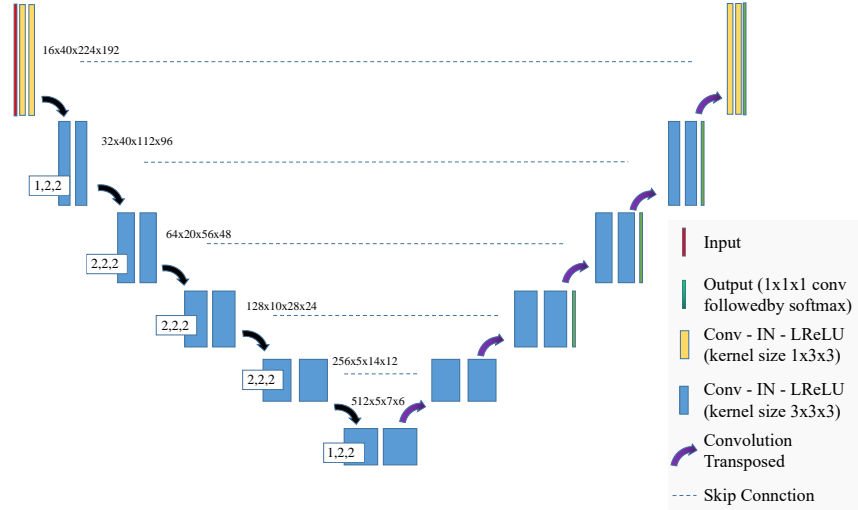 16x40x224x192
32x40x112x96
1,2,2
64x20x56x48
2,2,2
128x10x28x24
2,2,2
256x5x14x12
2,2,2
512x5x7x6
1,2,2
Input
Output (1x1x1 conv
followedby softmax)
Conv - IN - LReLU
(kernel size 1x3x3)
Conv - IN - LReLU
(kernel size 3x3x3)
Convolution
Transposed
Skip Connction